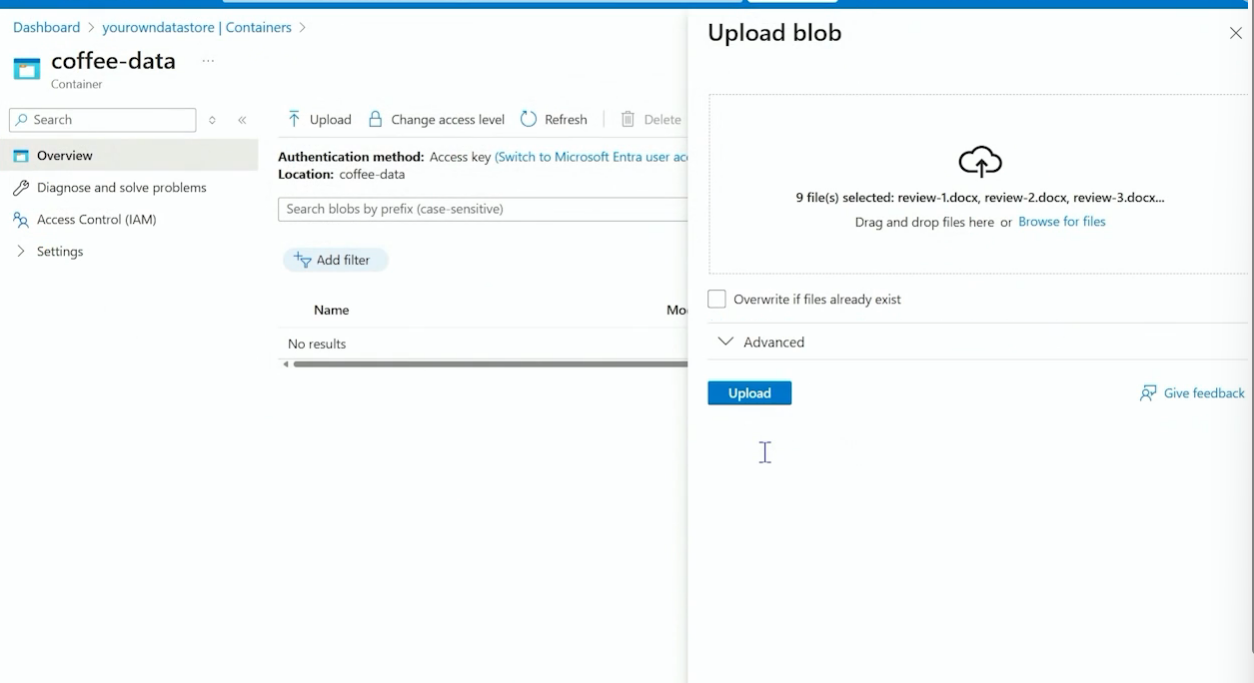 Dashboard > yourowndatastore | Containers >
coffee-data ...
Container
Search
Overview
Diagnose and solve problems
Access Control (IAM)
Settings
Upload
Change access level
Refresh
Delete
Authentication method: Access key (Switch to Microsoft Entra user ac
Location: coffee-data
Search blobs by prefix (case-sensitive)
Add filter
Name
Mo
No results
Upload blob
9 file(s) selected: review-1.docx, review-2.docx, review-3.docx...
Drag and drop files here or Browse for files
Overwrite if files already exist
Advanced
Upload
Give feedback